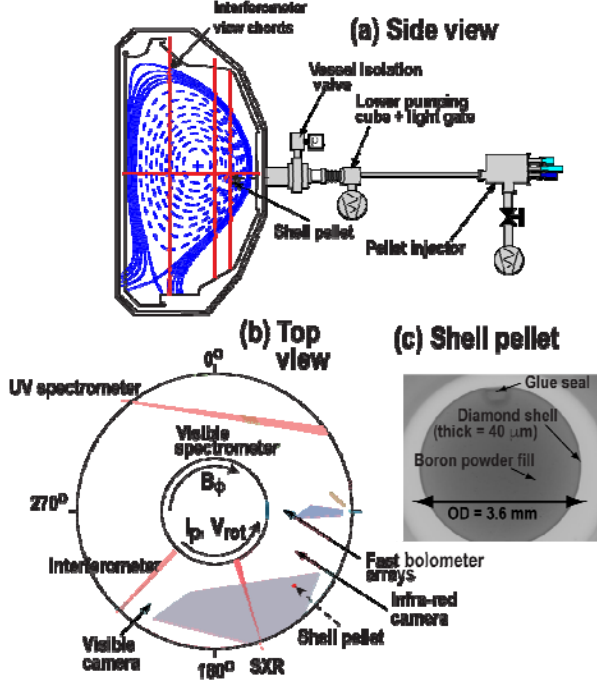 Interferometer
view chords
(a) Side view
Vessel isolation
valve
Lower pumping
cube + light gate
Shell pellet
Pellet injector
(b) Top
view
(c) Shell pellet
0°
UV spectrometer
Visible
spectrometer
Bϕ
270°
Ip, Vrot
Interferometer
Fast bolometer
arrays
Infra-red
camera
Shell pellet
Visible
camera
180°
SXR
Glue seal
Diamond shell
(thick = 40 μm)
Boron powder fill
OD = 3.6 mm